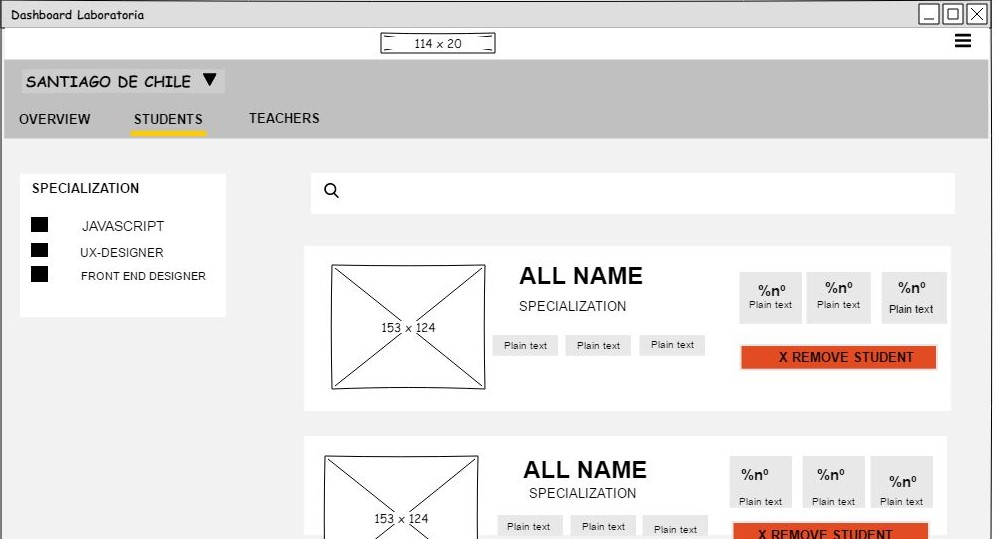 Dashboard Laboratoria
114 x 20
SANTIAGO DE CHILE
OVERVIEW STUDENTS TEACHERS
SPECIALIZATION
JAVASCRIPT
UX-DESIGNER
FRONT END DESIGNER
153 x 124
ALL NAME
SPECIALIZATION
Plain text Plain text Plain text
%nº %nº %nº
Plain text Plain text Plain text
X REMOVE STUDENT
153 x 124
ALL NAME
SPECIALIZATION
Plain text Plain text Plain text
%nº %nº %nº
Plain text Plain text Plain text
X REMOVE STUDENT